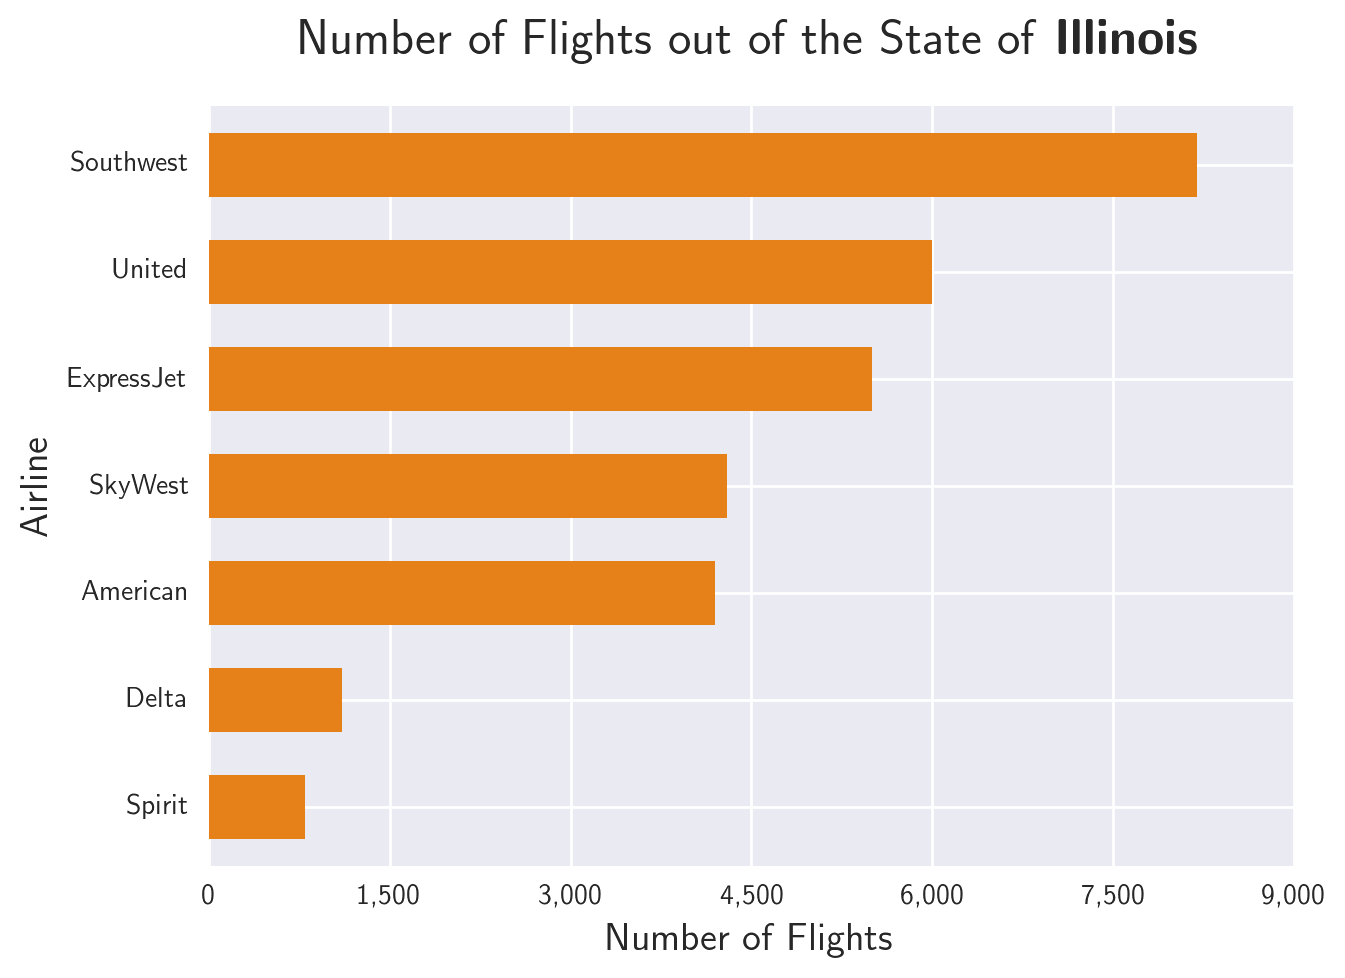 Number of Flights out of the State of Illinois
Southwest
United
ExpressJet
SkyWest
American
Delta
Spirit
Airline
0 1,500 3,000 4,500 6,000 7,500 9,000
Number of Flights